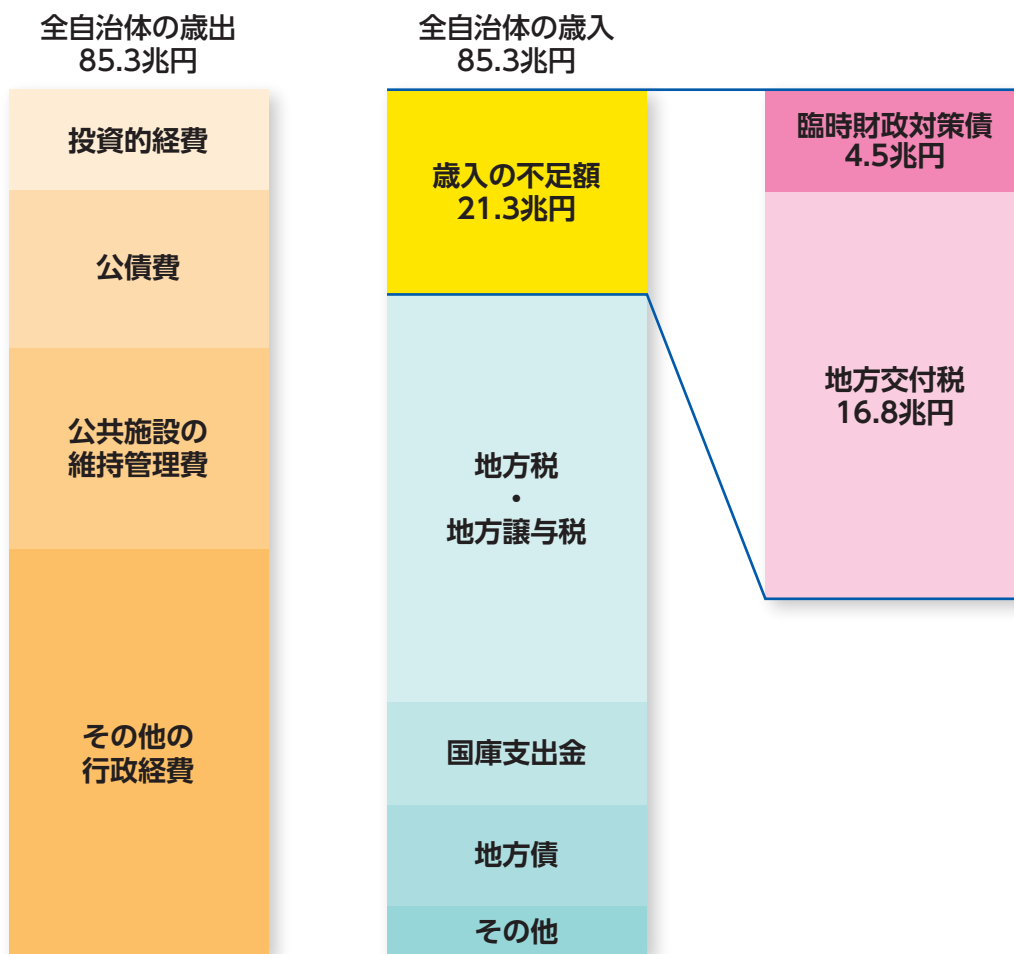 全自治体の歳出
85.3兆円
投資的経費
公債費
公共施設の
維持管理費
その他の
行政経費
全自治体の歳入
85.3兆円
歳入の不足額
21.3兆円
地方税
・
地方譲与税
国庫支出金
地方債
その他
臨時財政対策債
4.5兆円
地方交付税
16.8兆円